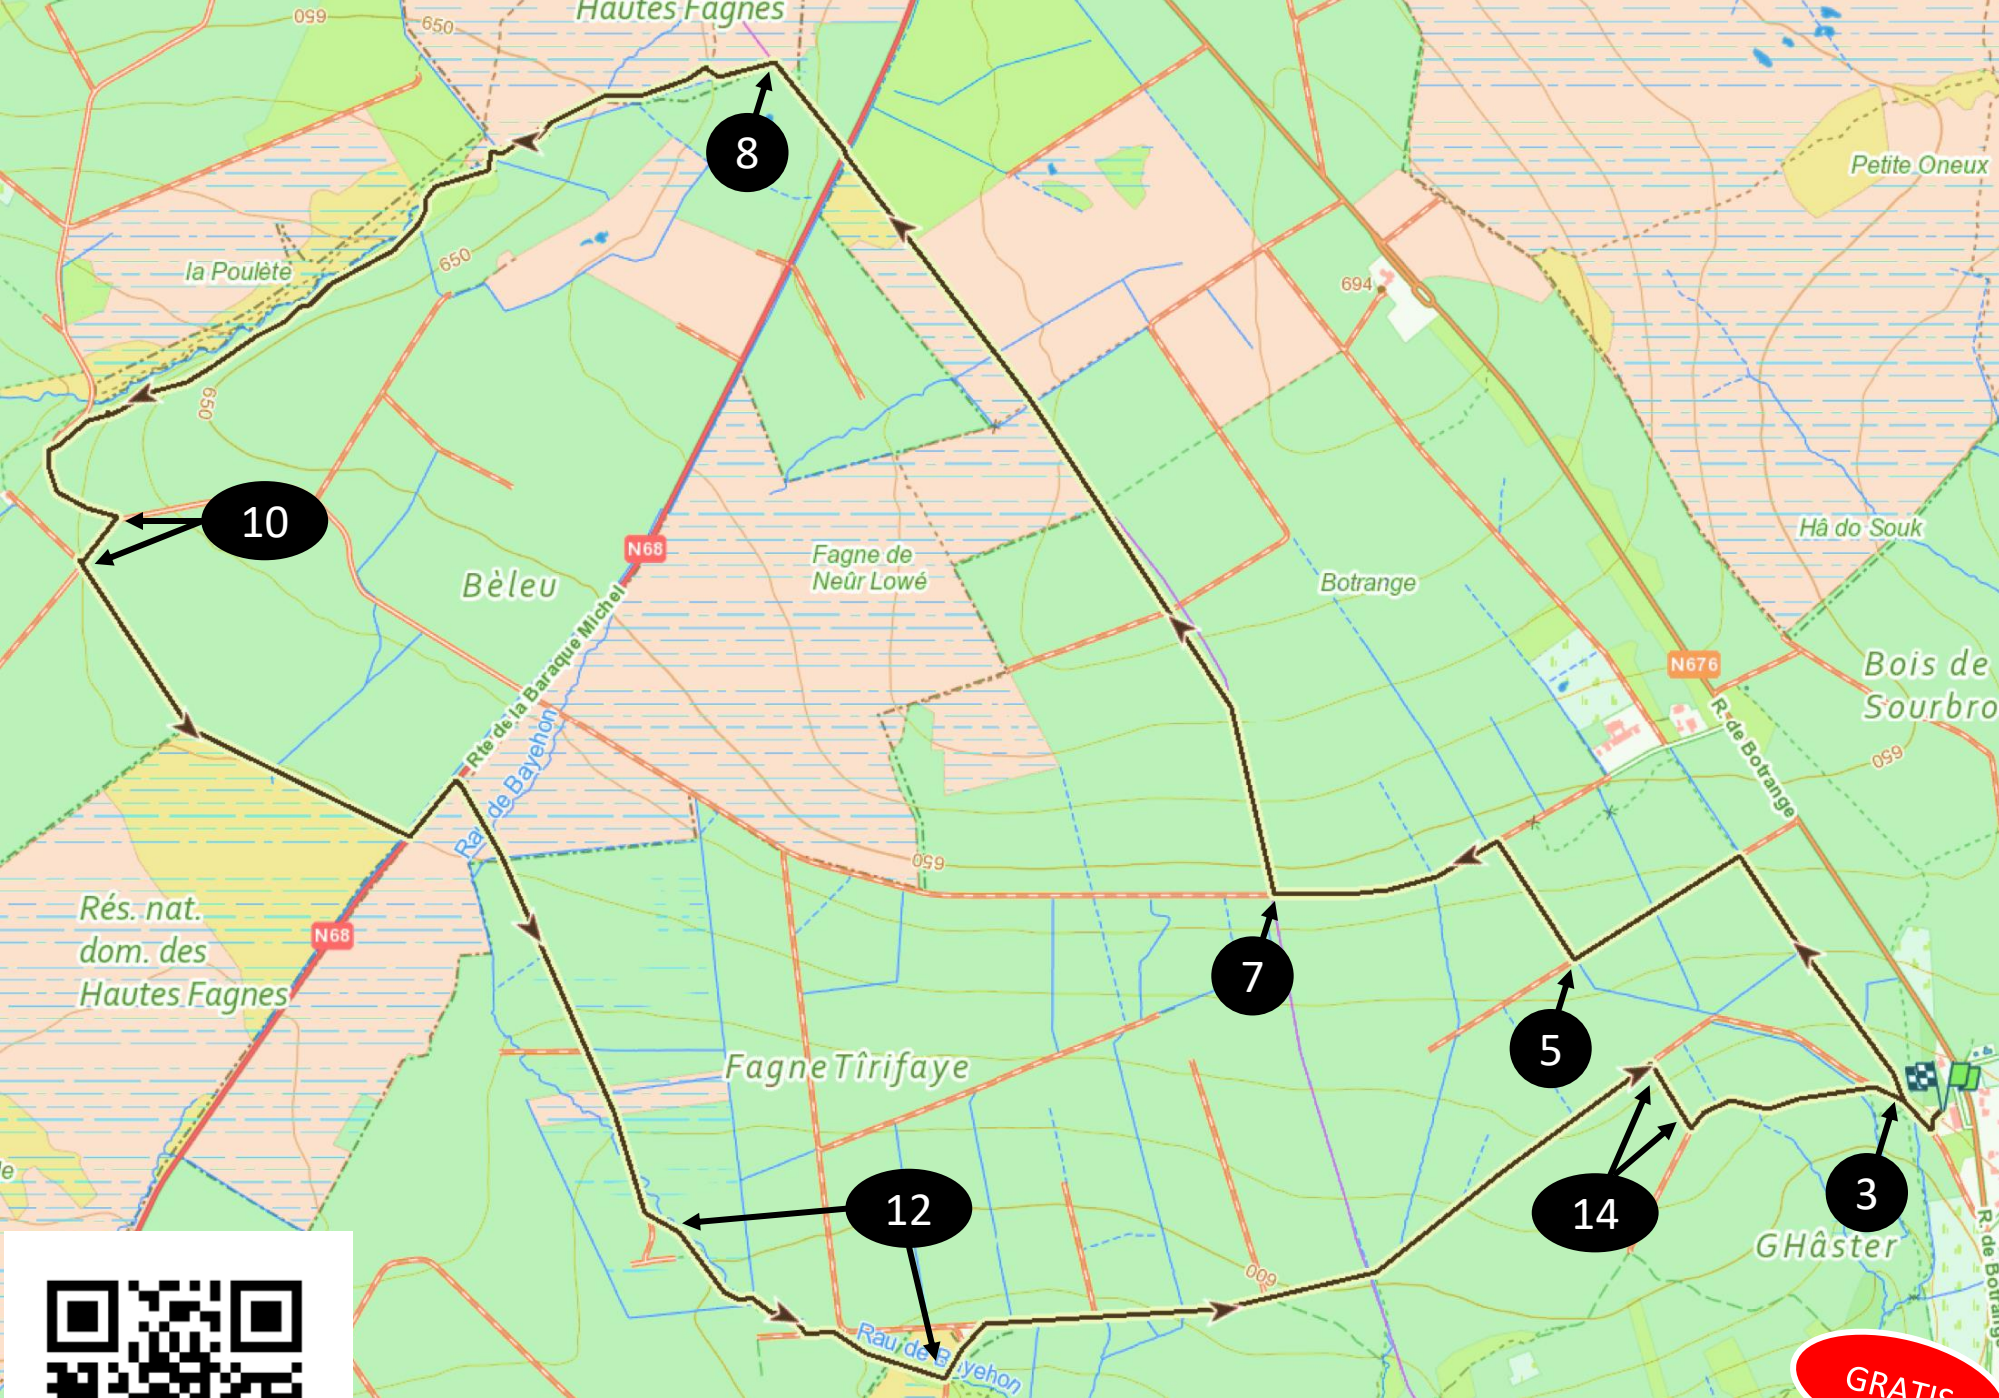 Hautes Fagnes
650
650
8
Petite Oneux
la Poulète
650
694
650
10
N68
Fagne de
Neûr Lowé
Bèleu
Botrange
Hâ do Souk
Rte de la Baraque Michel
N676
Bois de
Sourbro
R. de Botrange
650
Rau de Bayehon
650
Rés. nat.
dom. des
Hautes Fagnes
N68
7
5
Fagne Tîrifaye
14
3
12
GHâster
R. de Botrange
600
Rau de Bayehon
GRATIS